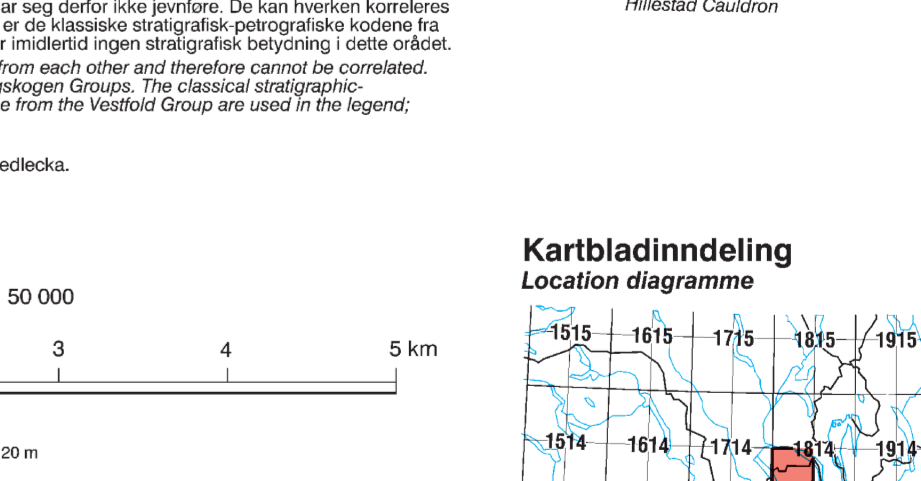 ar seg derfor ikke jevnføre. De kan hverken korreleres
er de klassiske stratigrafisk-petrografiske kodene fra
r imidlertid ingen stratigrafisk betydning i dette orådet.
from each other and therefore cannot be correlated.
gskogen Groups. The classical stratigraphic-
e from the Vestfold Group are used in the legend;
edlecka.
Hillestad Cauldron
50 000
3 4 5 km
20 m
Kartbladinndeling
Location diagramme
1515 1615 1715 1815 1915
1514 1614 1714 1814 1914